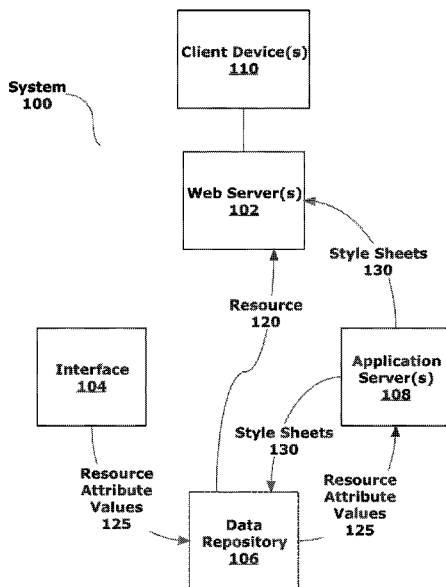 Client Device(s)
110
System
100
Web Server(s)
102
Style Sheets
130
Resource
120
Interface
104
Application
Server(s)
108
Style Sheets
130
Resource
Attribute
Values
125
Resource
Attribute
Values
125
Data
Repository
106